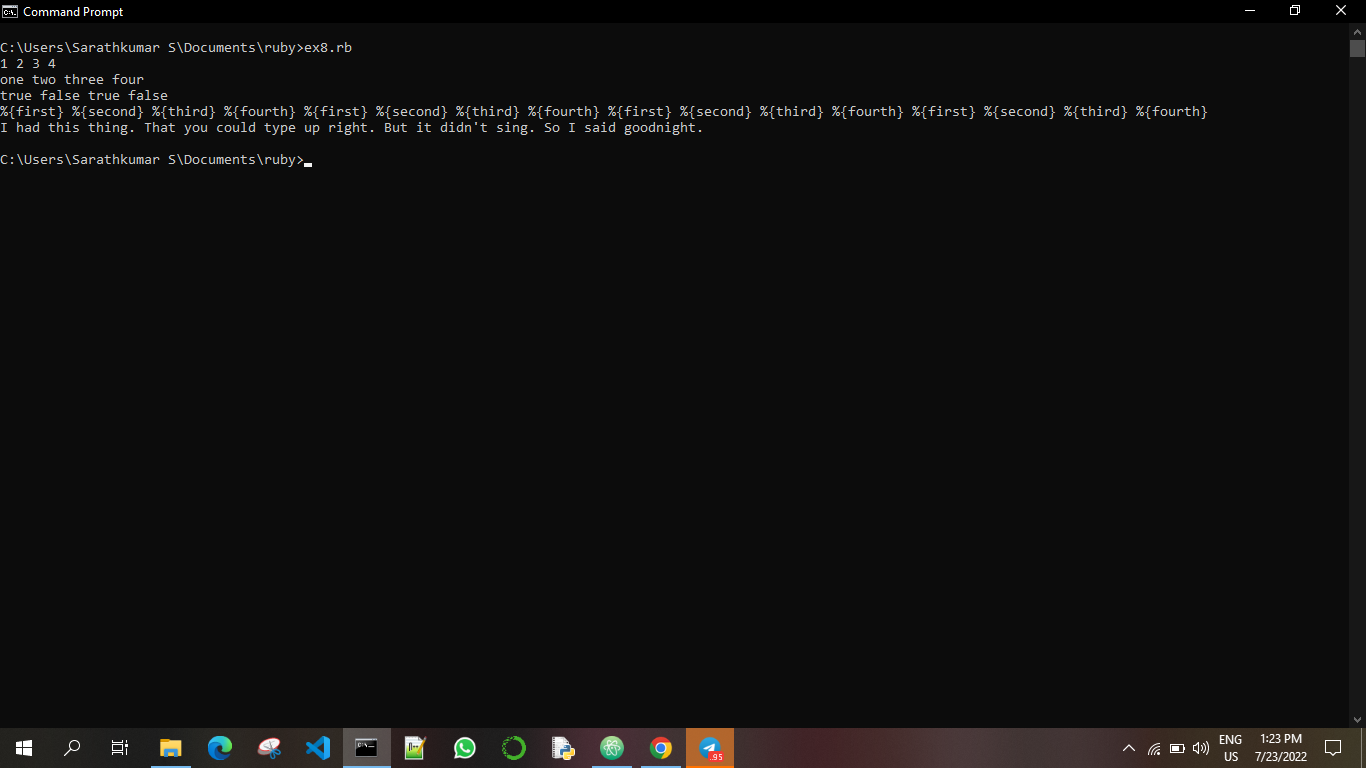 Command Prompt
C:\Users\Sarathkumar S\Documents\ruby>ex8.rb
1 2 3 4
one two three four
true false true false
%{first} %{second} %{third} %{fourth} %{first} %{second} %{third} %{fourth} %{first} %{second} %{third} %{fourth} %{first} %{second} %{third} %{fourth}
I had this thing. That you could type up right. But it didn't sing. So I said goodnight.
C:\Users\Sarathkumar S\Documents\ruby>
.95
ENG
US
1:23 PM
7/23/2022